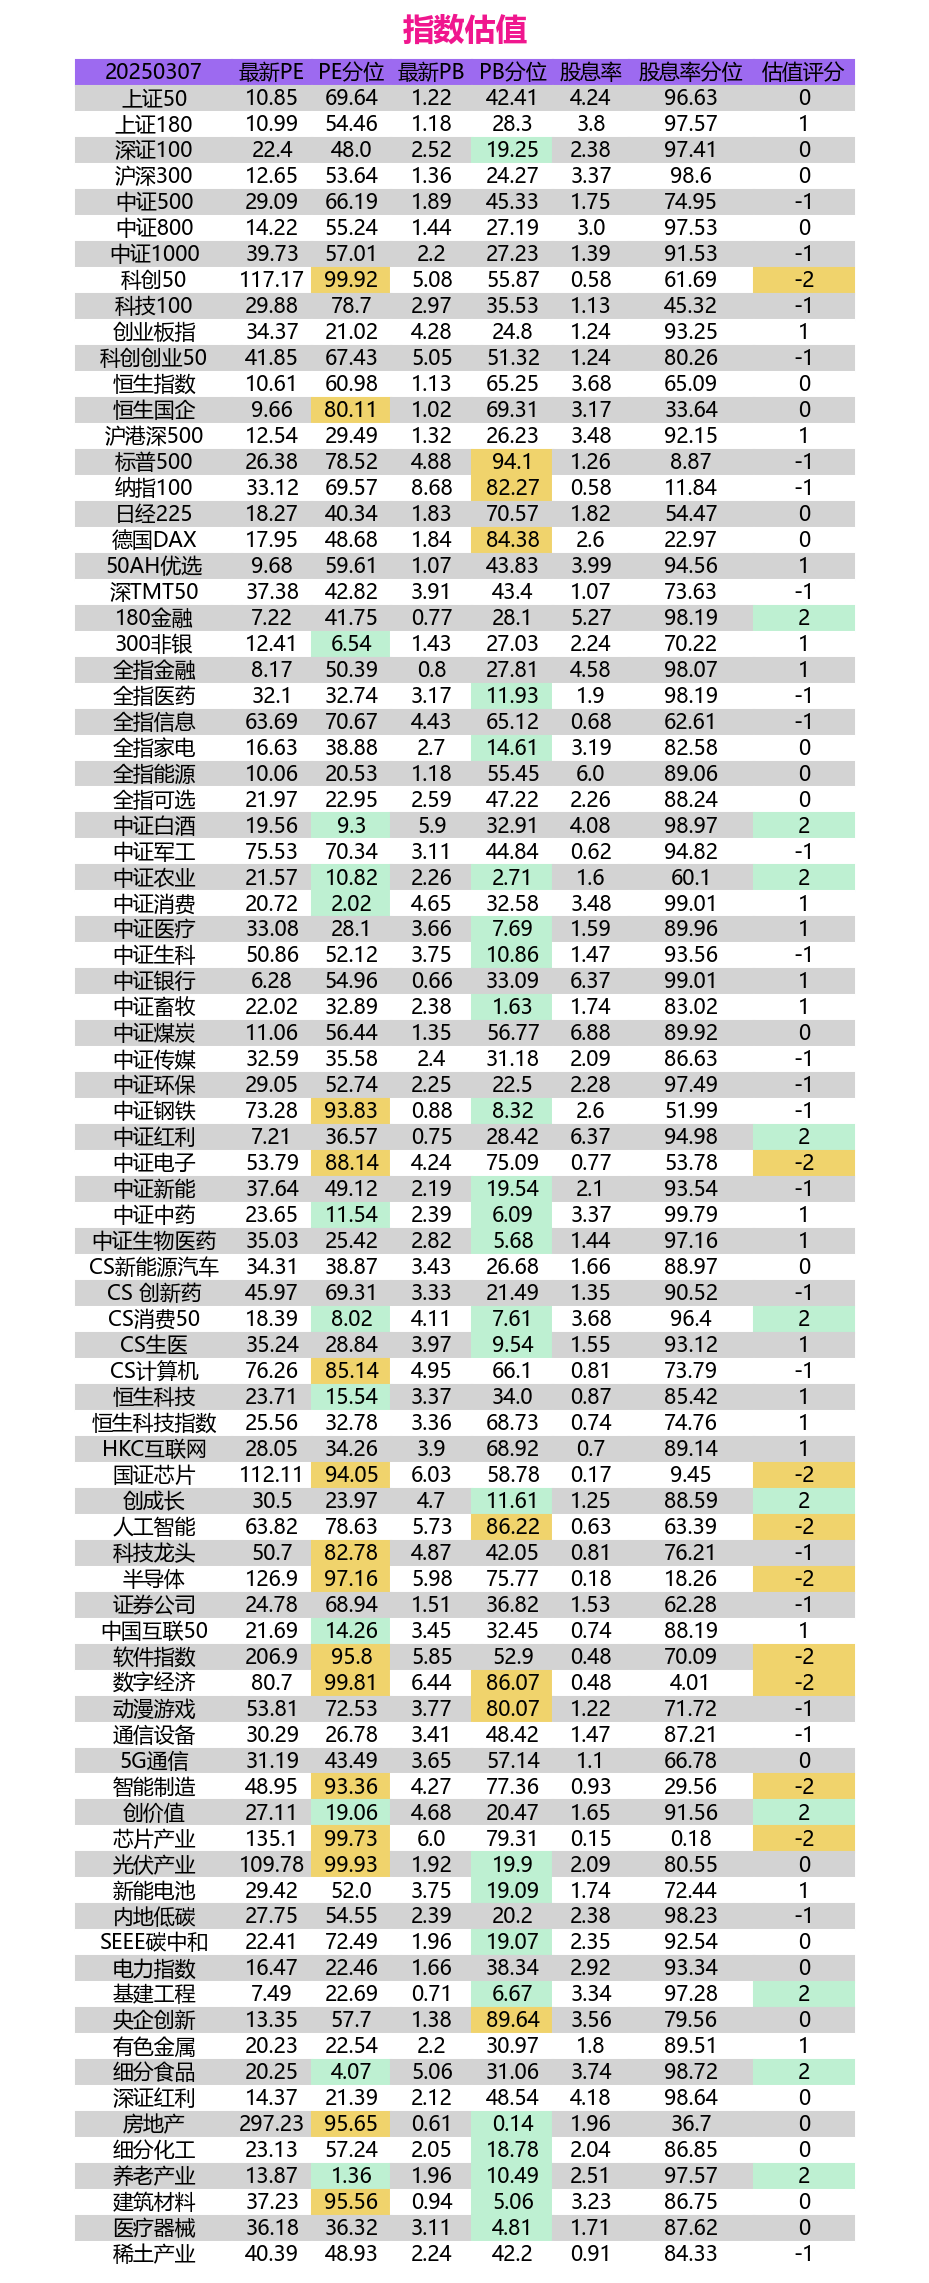 指数估值
20250307 最新PE PE分位 最新PB PB分位 股息率 股息率分位 估值评分
上证50 10.85 69.64 1.22 42.41 4.24 96.63 0
上证180 10.99 54.46 1.18 28.3 3.8 97.57 1
深证100 22.4 48.0 2.52 19.25 2.38 97.41 0
沪深300 12.65 53.64 1.36 24.27 3.37 98.6 0
中证500 29.09 66.19 1.89 45.33 1.75 74.95 -1
中证800 14.22 55.24 1.44 27.19 3.0 97.53 0
中证1000 39.73 57.01 2.2 27.23 1.39 91.53 -1
科创50 117.17 99.92 5.08 55.87 0.58 61.69 -2
科技100 29.88 78.7 2.97 35.53 1.13 45.32 -1
创业板指 34.37 21.02 4.28 24.8 1.24 93.25 1
科创创业50 41.85 67.43 5.05 51.32 1.24 80.26 -1
恒生指数 10.61 60.98 1.13 65.25 3.68 65.09 0
恒生国企 9.66 80.11 1.02 69.31 3.17 33.64 0
沪港深500 12.54 29.49 1.32 26.23 3.48 92.15 1
标普500 26.38 78.52 4.88 94.1 1.26 8.87 -1
纳指100 33.12 69.57 8.68 82.27 0.58 11.84 -1
日经225 18.27 40.34 1.83 70.57 1.82 54.47 0
德国DAX 17.95 48.68 1.84 84.38 2.6 22.97 0
50AH优选 9.68 59.61 1.07 43.83 3.99 94.56 1
深TMT50 37.38 42.82 3.91 43.4 1.07 73.63 -1
180金融 7.22 41.75 0.77 28.1 5.27 98.19 2
300非银 12.41 6.54 1.43 27.03 2.24 70.22 1
全指金融 8.17 50.39 0.8 27.81 4.58 98.07 1
全指医药 32.1 32.74 3.17 11.93 1.9 98.19 -1
全指信息 63.69 70.67 4.43 65.12 0.68 62.61 -1
全指家电 16.63 38.88 2.7 14.61 3.19 82.58 0
全指能源 10.06 20.53 1.18 55.45 6.0 89.06 0
全指可选 21.97 22.95 2.59 47.22 2.26 88.24 0
中证白酒 19.56 9.3 5.9 32.91 4.08 98.97 2
中证军工 75.53 70.34 3.11 44.84 0.62 94.82 -1
中证农业 21.57 10.82 2.26 2.71 1.6 60.1 2
中证消费 20.72 2.02 4.65 32.58 3.48 99.01 1
中证医疗 33.08 28.1 3.66 7.69 1.59 89.96 1
中证生科 50.86 52.12 3.75 10.86 1.47 93.56 -1
中证银行 6.28 54.96 0.66 33.09 6.37 99.01 1
中证畜牧 22.02 32.89 2.38 1.63 1.74 83.02 1
中证煤炭 11.06 56.44 1.35 56.77 6.88 89.92 0
中证传媒 32.59 35.58 2.4 31.18 2.09 86.63 -1
中证环保 29.05 52.74 2.25 22.5 2.28 97.49 -1
中证钢铁 73.28 93.83 0.88 8.32 2.6 51.99 -1
中证红利 7.21 36.57 0.75 28.42 6.37 94.98 2
中证电子 53.79 88.14 4.24 75.09 0.77 53.78 -2
中证新能 37.64 49.12 2.19 19.54 2.1 93.54 -1
中证中药 23.65 11.54 2.39 6.09 3.37 99.79 1
中证生物医药 35.03 25.42 2.82 5.68 1.44 97.16 1
CS新能源汽车 34.31 38.87 3.43 26.68 1.66 88.97 0
CS 创新药 45.97 69.31 3.33 21.49 1.35 90.52 -1
CS消费50 18.39 8.02 4.11 7.61 3.68 96.4 2
CS生医 35.24 28.84 3.97 9.54 1.55 93.12 1
CS计算机 76.26 85.14 4.95 66.1 0.81 73.79 -1
恒生科技 23.71 15.54 3.37 34.0 0.87 85.42 1
恒生科技指数 25.56 32.78 3.36 68.73 0.74 74.76 1
HKC互联网 28.05 34.26 3.9 68.92 0.7 89.14 1
国证芯片 112.11 94.05 6.03 58.78 0.17 9.45 -2
创成长 30.5 23.97 4.7 11.61 1.25 88.59 2
人工智能 63.82 78.63 5.73 86.22 0.63 63.39 -2
科技龙头 50.7 82.78 4.87 42.05 0.81 76.21 -1
半导体 126.9 97.16 5.98 75.77 0.18 18.26 -2
证券公司 24.78 68.94 1.51 36.82 1.53 62.28 -1
中国互联50 21.69 14.26 3.45 32.45 0.74 88.19 1
软件指数 206.9 95.8 5.85 52.9 0.48 70.09 -2
数字经济 80.7 99.81 6.44 86.07 0.48 4.01 -2
动漫游戏 53.81 72.53 3.77 80.07 1.22 71.72 -1
通信设备 30.29 26.78 3.41 48.42 1.47 87.21 -1
5G通信 31.19 43.49 3.65 57.14 1.1 66.78 0
智能制造 48.95 93.36 4.27 77.36 0.93 29.56 -2
创价值 27.11 19.06 4.68 20.47 1.65 91.56 2
芯片产业 135.1 99.73 6.0 79.31 0.15 0.18 -2
光伏产业 109.78 99.93 1.92 19.9 2.09 80.55 0
新能电池 29.42 52.0 3.75 19.09 1.74 72.44 1
内地低碳 27.75 54.55 2.39 20.2 2.38 98.23 -1
SEEE碳中和 22.41 72.49 1.96 19.07 2.35 92.54 0
电力指数 16.47 22.46 1.66 38.34 2.92 93.34 0
基建工程 7.49 22.69 0.71 6.67 3.34 97.28 2
央企创新 13.35 57.7 1.38 89.64 3.56 79.56 0
有色金属 20.23 22.54 2.2 30.97 1.8 89.51 1
细分食品 20.25 4.07 5.06 31.06 3.74 98.72 2
深证红利 14.37 21.39 2.12 48.54 4.18 98.64 0
房地产 297.23 95.65 0.61 0.14 1.96 36.7 0
细分化工 23.13 57.24 2.05 18.78 2.04 86.85 0
养老产业 13.87 1.36 1.96 10.49 2.51 97.57 2
建筑材料 37.23 95.56 0.94 5.06 3.23 86.75 0
医疗器械 36.18 36.32 3.11 4.81 1.71 87.62 0
稀土产业 40.39 48.93 2.24 42.2 0.91 84.33 -1